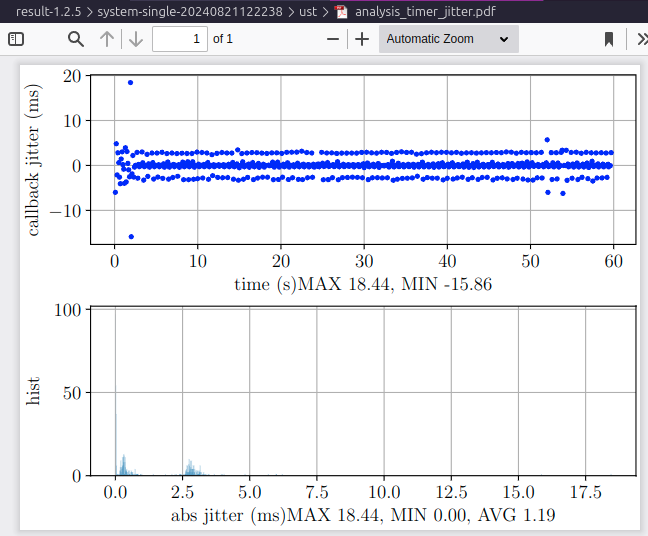 result-1.2.5 > system-single-20240821122238 > ust > analysis_timer_jitter.pdf
1 of 1 Automatic Zoom
20
10
0
−10
callback jitter (ms)
0 10 20 30 40 50 60
time (s)MAX 18.44, MIN -15.86
100
50
0
hist
0.0 2.5 5.0 7.5 10.0 12.5 15.0 17.5
abs jitter (ms)MAX 18.44, MIN 0.00, AVG 1.19